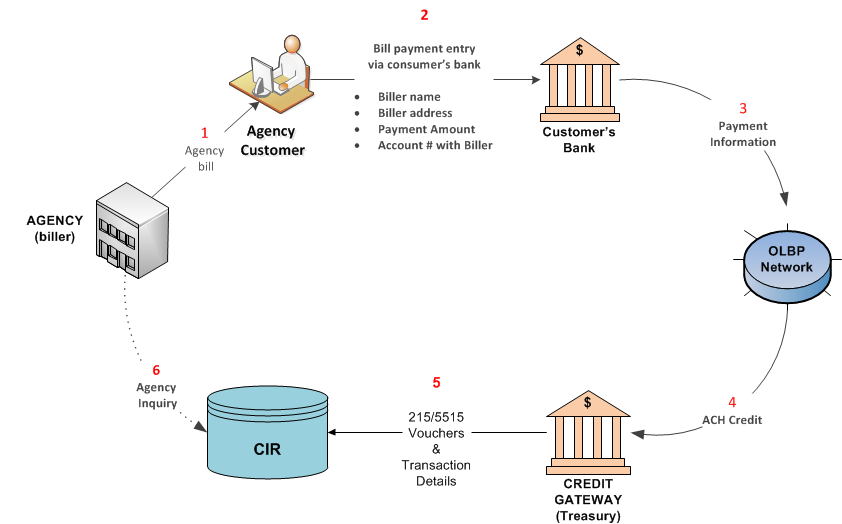 2
Bill payment entry
via consumer's bank
• Biller name
• Biller address
• Payment Amount
• Account # with Biller
1
Agency
bill
Agency
Customer
$
Customer's
Bank
3
Payment
Information
AGENCY
(biller)
OLBP
Network
6
Agency
Inquiry
CIR
5
215/5515
Vouchers
&
Transaction
Details
$
CREDIT
GATEWAY
(Treasury)
4
ACH Credit